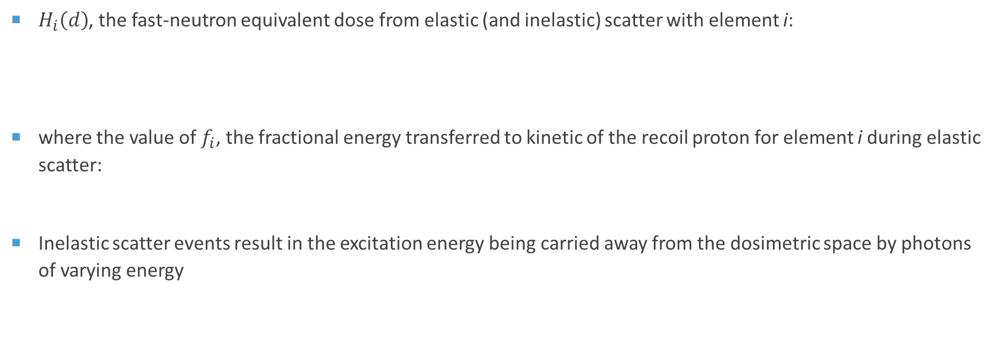 ▪ H_i(d), the fast-neutron equivalent dose from elastic (and inelastic) scatter with element i:
▪ where the value of f_i, the fractional energy transferred to kinetic of the recoil proton for element i during elastic
scatter:
▪ Inelastic scatter events result in the excitation energy being carried away from the dosimetric space by photons
of varying energy